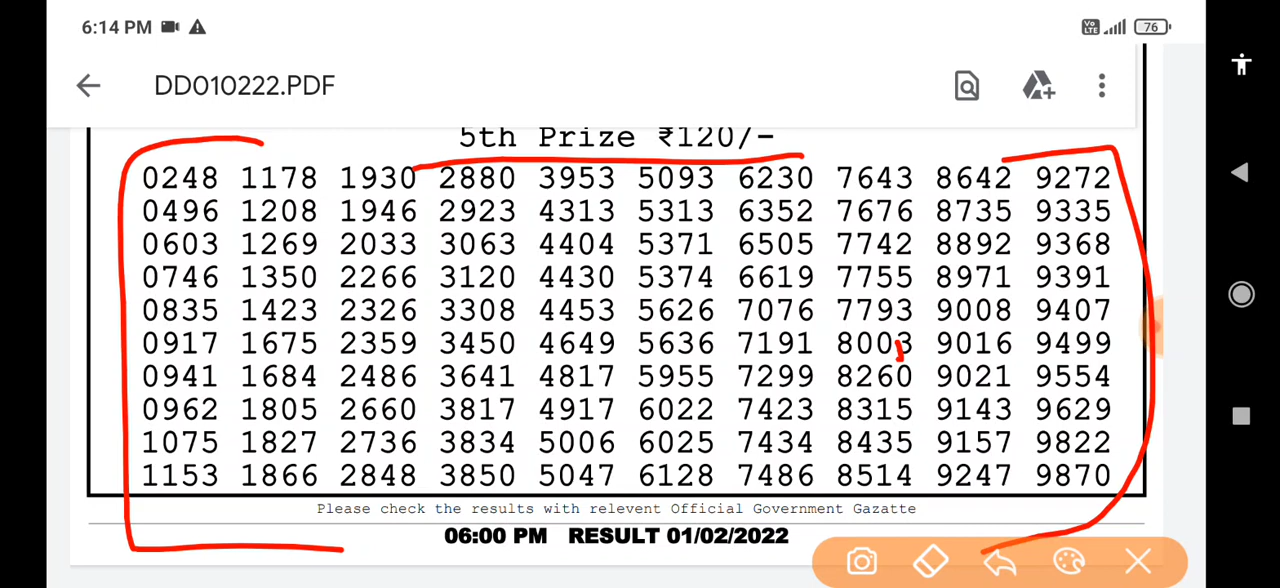 6:14 PM
Vo LTE 76
DD010222.PDF
5th Prize ₹120/-
0248 1178 1930 2880 3953 5093 6230 7643 8642 9272
0496 1208 1946 2923 4313 5313 6352 7676 8735 9335
0603 1269 2033 3063 4404 5371 6505 7742 8892 9368
0746 1350 2266 3120 4430 5374 6619 7755 8971 9391
0835 1423 2326 3308 4453 5626 7076 7793 9008 9407
0917 1675 2359 3450 4649 5636 7191 8003 9016 9499
0941 1684 2486 3641 4817 5955 7299 8260 9021 9554
0962 1805 2660 3817 4917 6022 7423 8315 9143 9629
1075 1827 2736 3834 5006 6025 7434 8435 9157 9822
1153 1866 2848 3850 5047 6128 7486 8514 9247 9870
Please check the results with relevent Official Government Gazatte
06:00 PM RESULT 01/02/2022